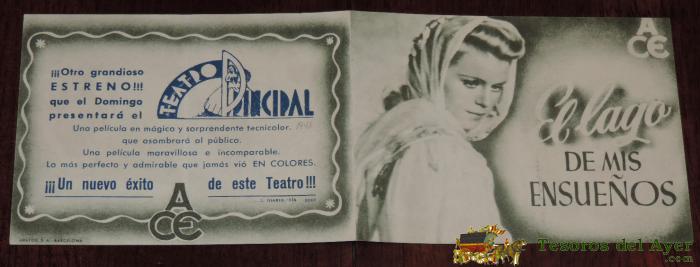 ¡¡¡Otro grandioso
ESTRENO!!!
que el Domingo
presentará el
TEATRO
PRINCIPAL
Una película en mágico y sorprendente tecnicolor.
que asombrará al público.
Una película maravillosa e incomparable.
Lo más perfecto y admirable que jamás vió EN COLORES.
¡¡¡Un nuevo éxito
de este Teatro!!!
ACE
BARCELONA
ACE
El lago
DE MIS
ENSUEÑOS
Tesoros del Ayer
.com